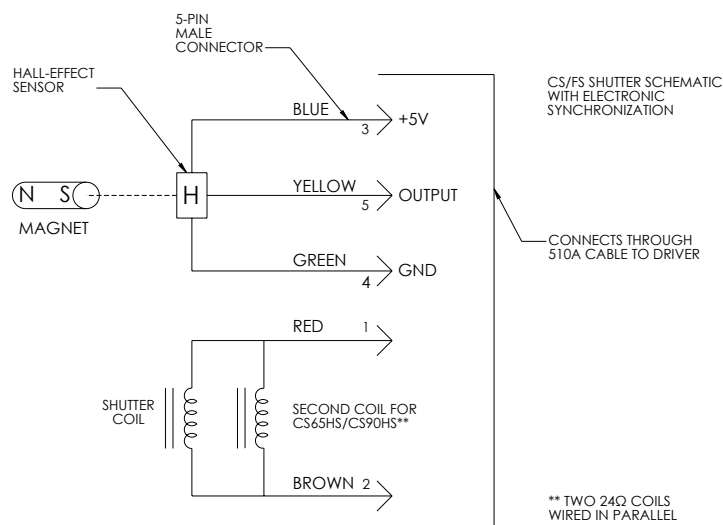 5-PIN
MALE
CONNECTOR
HALL-EFFECT
SENSOR
CS/FS SHUTTER SCHEMATIC
WITH ELECTRONIC
SYNCHRONIZATION
BLUE
3
+5V
N S
H
YELLOW
5
OUTPUT
MAGNET
CONNECTS THROUGH
510A CABLE TO DRIVER
GREEN
4
GND
RED
1
SHUTTER
COIL
SECOND COIL FOR
CS65HS/CS90HS**
BROWN
2
** TWO 24Ω COILS
WIRED IN PARALLEL